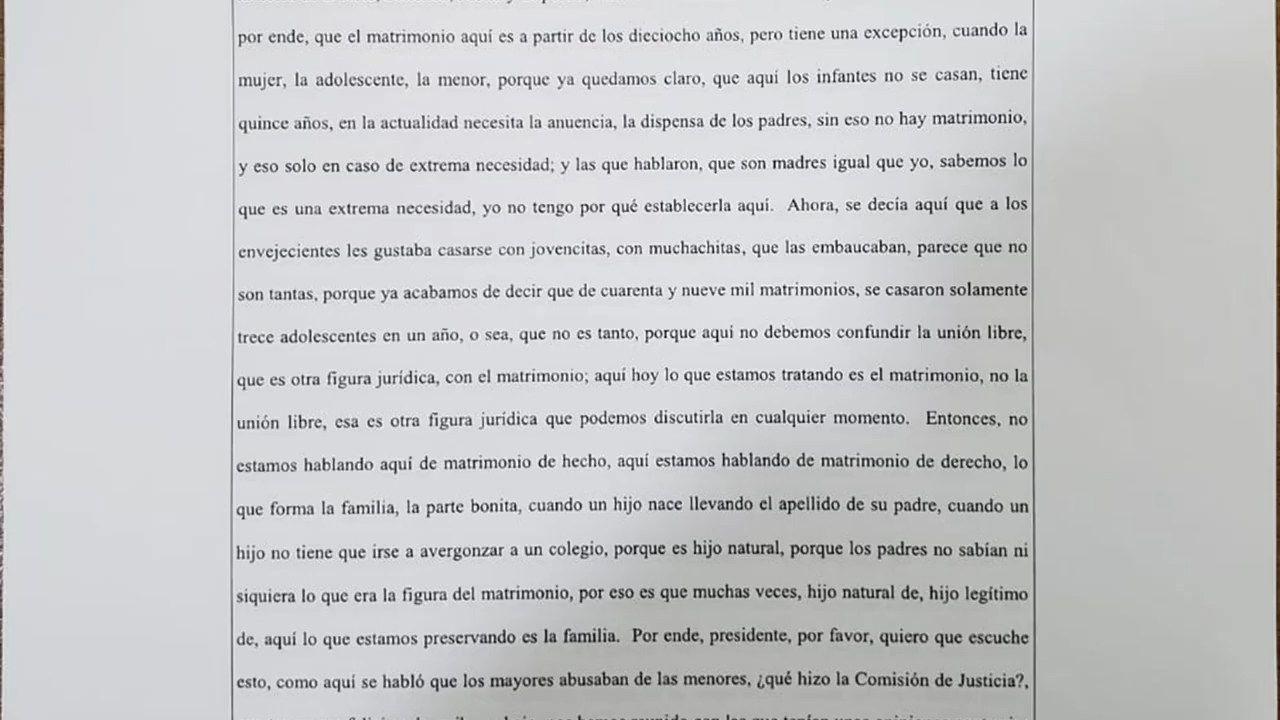 por ende, que el matrimonio aquí es a partir de los dieciocho años, pero tiene una excepción, cuando la
mujer, la adolescente, la menor, porque ya quedamos claro, que aquí los infantes no se casan, tiene
quince años, en la actualidad necesita la anuencia, la dispensa de los padres, sin eso no hay matrimonio,
y eso solo en caso de extrema necesidad; y las que hablaron, que son madres igual que yo, sabemos lo
que es una extrema necesidad, yo no tengo por qué establecerla aquí. Ahora, se decía aquí que a los
envejecientes les gustaba casarse con jovencitas, con muchachitas, que las embaucaban, parece que no
son tantas, porque ya acabamos de decir que de cuarenta y nueve mil matrimonios, se casaron solamente
trece adolescentes en un año, o sea, que no es tanto, porque aquí no debemos confundir la unión libre,
que es otra figura jurídica, con el matrimonio; aquí hoy lo que estamos tratando es el matrimonio, no la
unión libre, esa es otra figura jurídica que podemos discutirla en cualquier momento. Entonces, no
estamos hablando aquí de matrimonio de hecho, aquí estamos hablando de matrimonio de derecho, lo
que forma la familia, la parte bonita, cuando un hijo nace llevando el apellido de su padre, cuando un
hijo no tiene que irse a avergonzar a un colegio, porque es hijo natural, porque los padres no sabían ni
siquiera lo que era la figura del matrimonio, por eso es que muchas veces, hijo natural de, hijo legítimo
de, aquí lo que estamos preservando es la familia. Por ende, presidente, por favor, quiero que escuche
esto, como aquí se habló que los mayores abusaban de las menores, ¿qué hizo la Comisión de Justicia?,